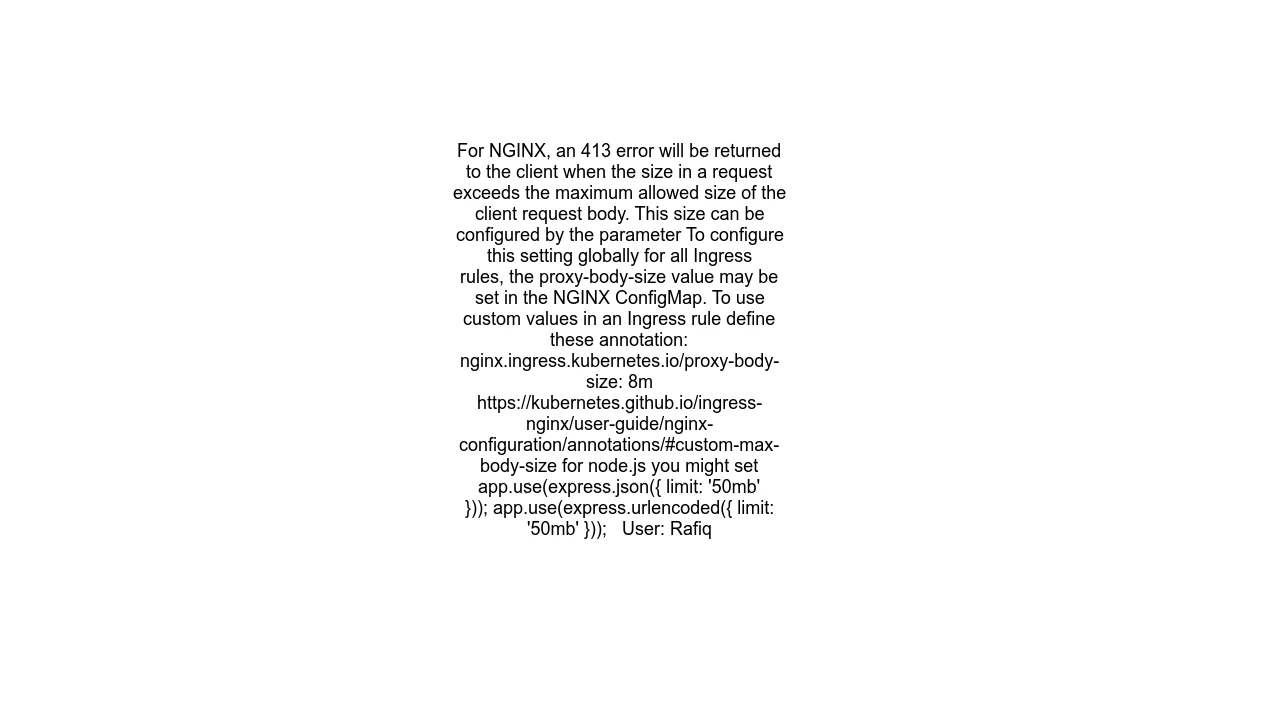 For NGINX, an 413 error will be returned
to the client when the size in a request
exceeds the maximum allowed size of the
client request body. This size can be
configured by the parameter To configure
this setting globally for all Ingress
rules, the proxy-body-size value may be
set in the NGINX ConfigMap. To use
custom values in an Ingress rule define
these annotation:
nginx.ingress.kubernetes.io/proxy-body-
size: 8m
https://kubernetes.github.io/ingress-
nginx/user-guide/nginx-
configuration/annotations/#custom-max-
body-size for node.js you might set
app.use(express.json({ limit: '50mb'
})); app.use(express.urlencoded({ limit:
'50mb' }));   User: Rafiq